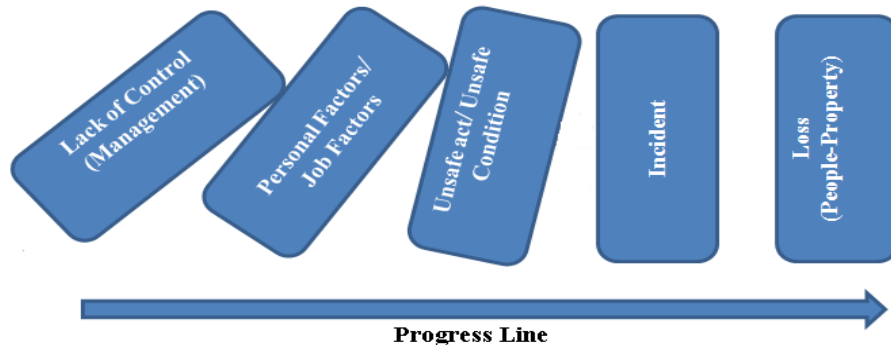 Lack of Control
(Management)
Personal Factors/
Job Factors
Unsafe act/ Unsafe
Condition
Incident
Loss
(People-Property)
Progress Line